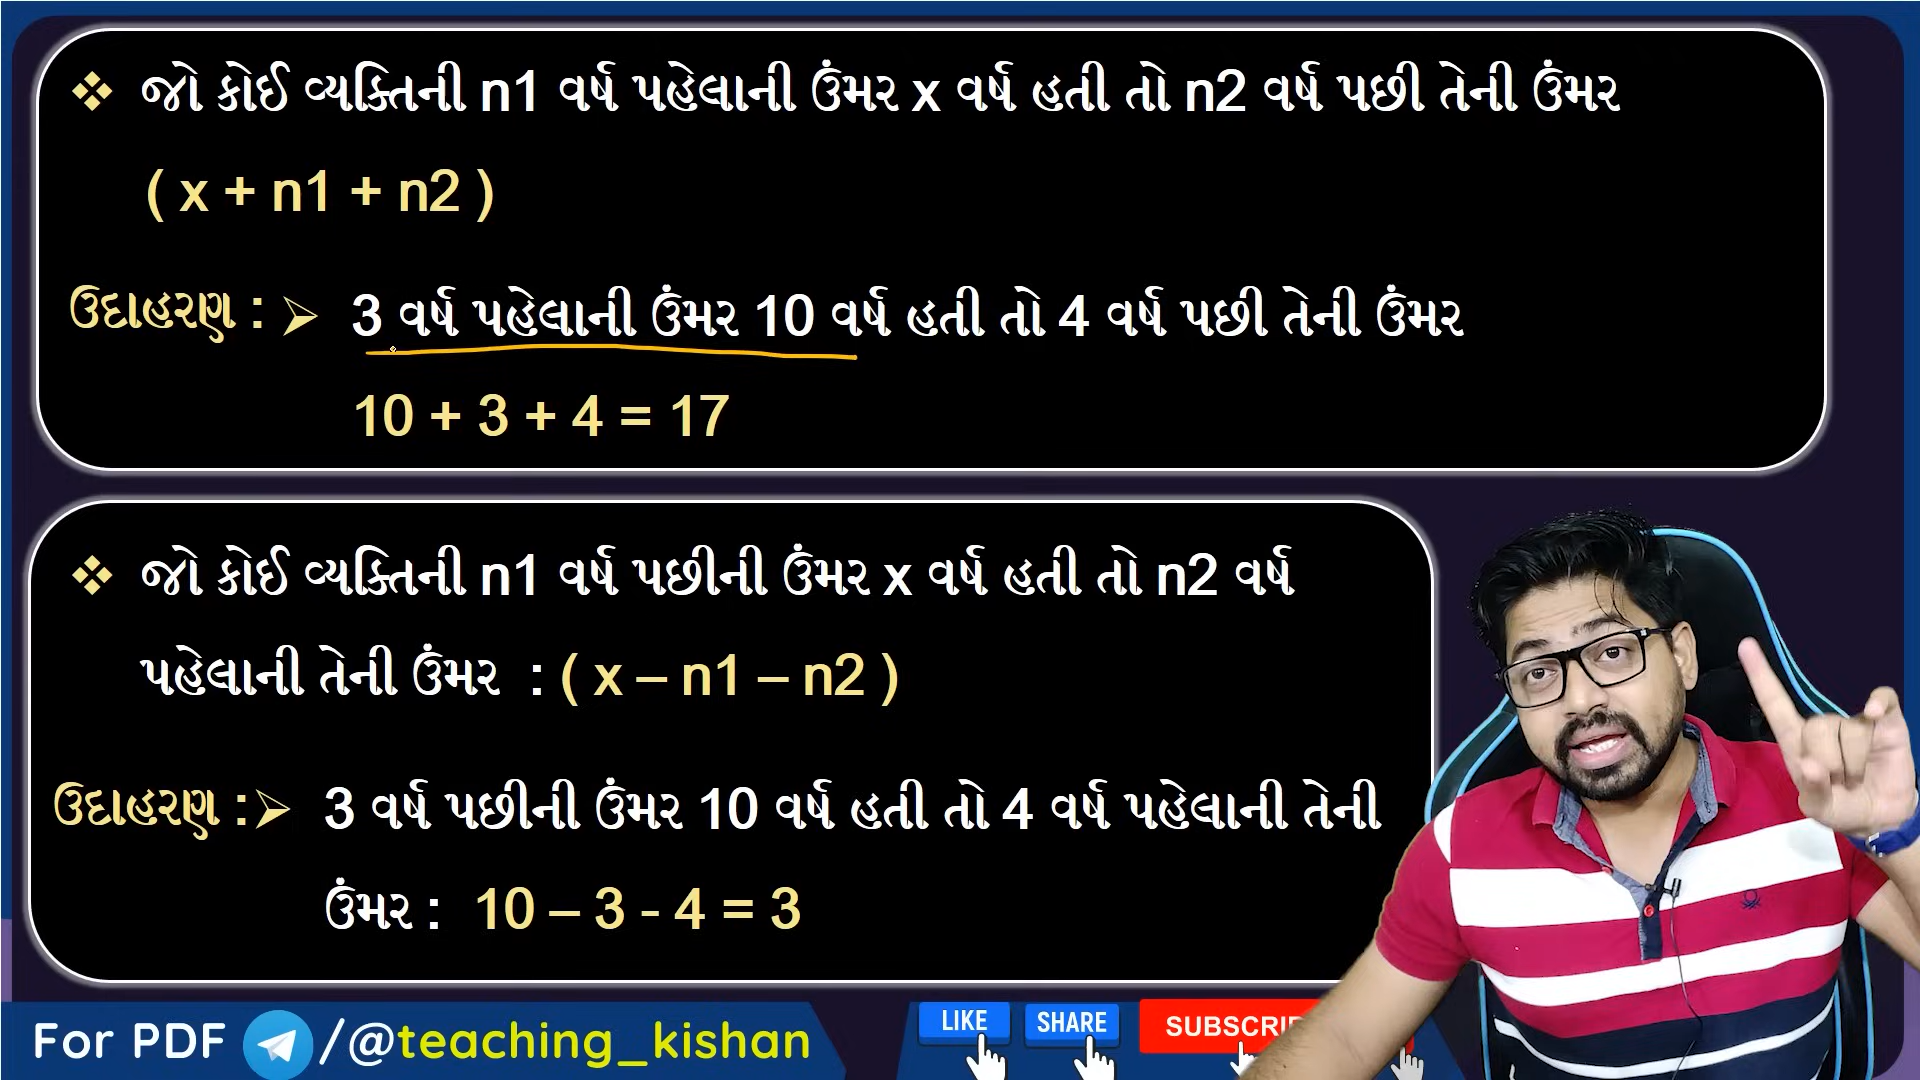 ❖ જો કોઈ વ્યક્તિની n1 વર્ષ પહેલાની ઉંમર x વર્ષ હતી તો n2 વર્ષ પછી તેની ઉંમર
( x + n1 + n2 )
ઉદાહરણ : ➢ 3 વર્ષ પહેલાની ઉંમર 10 વર્ષ હતી તો 4 વર્ષ પછી તેની ઉંમર
10 + 3 + 4 = 17
❖ જો કોઈ વ્યક્તિની n1 વર્ષ પછીની ઉંમર x વર્ષ હતી તો n2 વર્ષ
પહેલાની તેની ઉંમર : ( x – n1 – n2 )
ઉદાહરણ : ➢ 3 વર્ષ પછીની ઉંમર 10 વર્ષ હતી તો 4 વર્ષ પહેલાની તેની
ઉંમર : 10 – 3 - 4 = 3
For PDF /@teaching_kishan
LIKE SHARE SUBSCRI